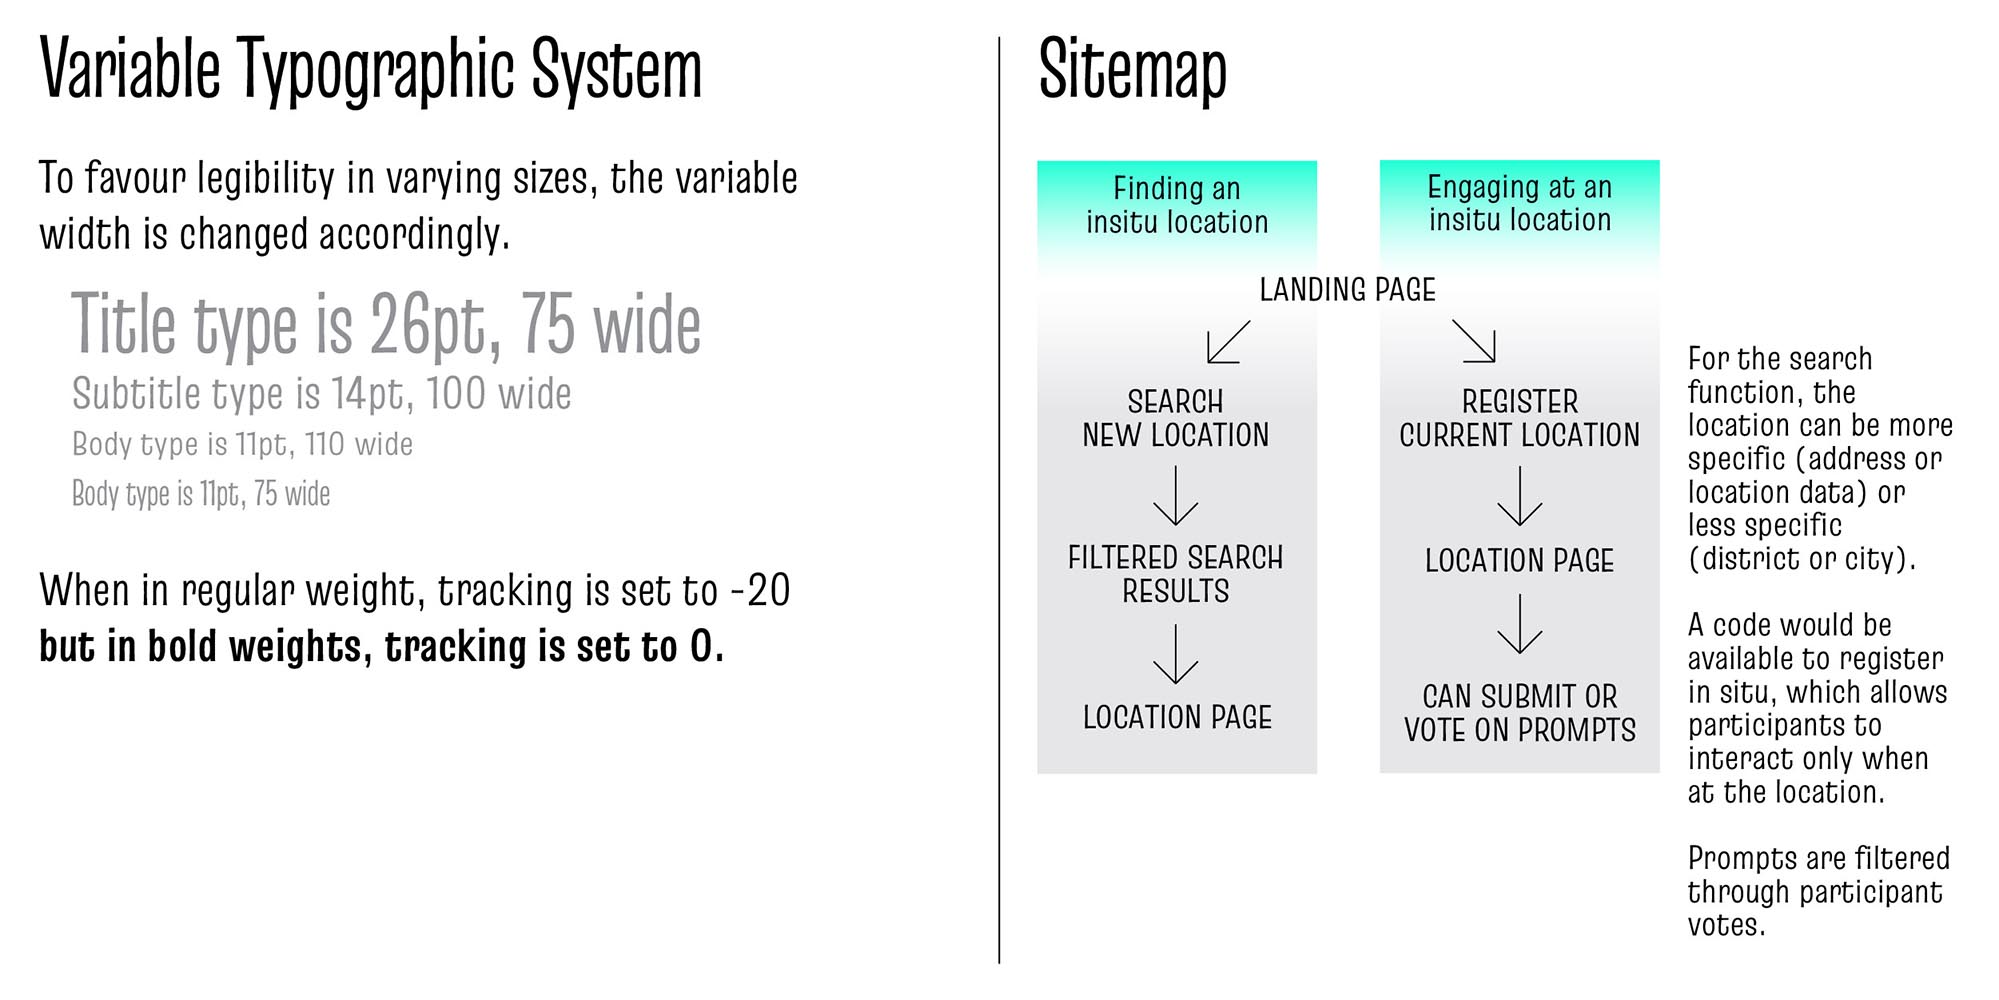 Variable Typographic System
To favour legibility in varying sizes, the variable
width is changed accordingly.
Title type is 26pt, 75 wide
Subtitle type is 14pt, 100 wide
Body type is 11pt, 110 wide
Body type is 11pt, 75 wide
When in regular weight, tracking is set to -20
but in bold weights, tracking is set to 0.
Sitemap
Finding an
insitu location
Engaging at an
insitu location
LANDING PAGE
SEARCH
NEW LOCATION
FILTERED SEARCH
RESULTS
LOCATION PAGE
REGISTER
CURRENT LOCATION
LOCATION PAGE
CAN SUBMIT OR
VOTE ON PROMPTS
For the search
function, the
location can be more
specific (address or
location data) or
less specific
(district or city).
A code would be
available to register
in situ, which allows
participants to
interact only when
at the location.
Prompts are filtered
through participant
votes.